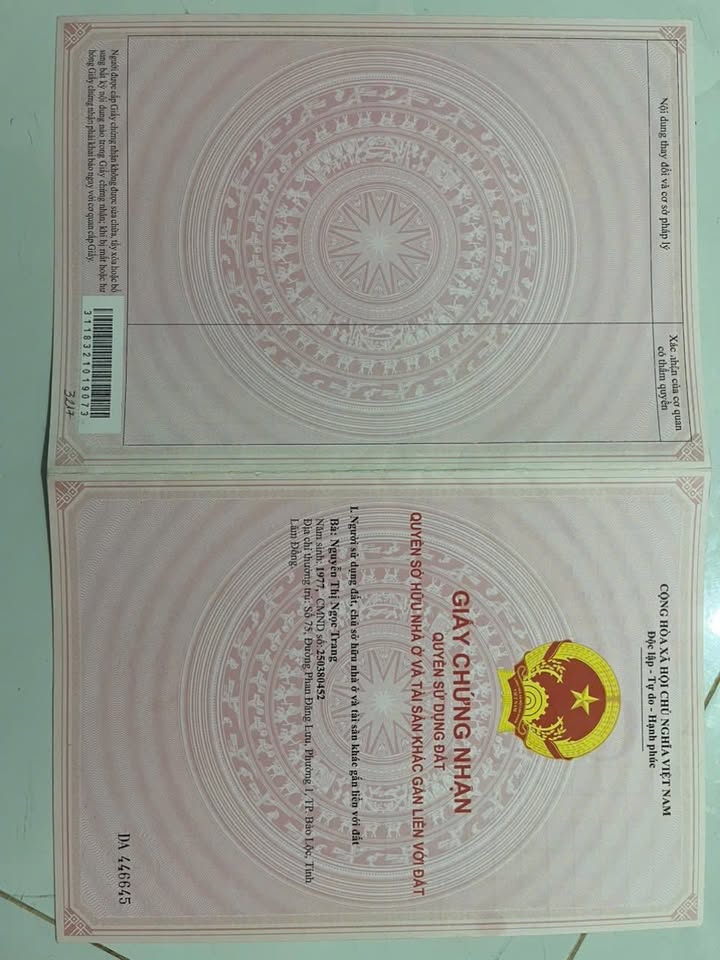 CỘNG HÒA XÃ HỘI CHỦ NGHĨA VIỆT NAM
Độc lập - Tự do - Hạnh phúc
GIẤY CHỨNG NHẬN
QUYỀN SỬ DỤNG ĐẤT
QUYỀN SỞ HỮU NHÀ Ở VÀ TÀI SẢN KHÁC GẮN LIỀN VỚI ĐẤT
I. Người sử dụng đất, chủ sở hữu nhà ở và tài sản khác gắn liền với đất
Bà: Nguyễn Thị Ngọc Trang
Năm sinh: 1977, CMND số: 250380452
Địa chỉ thường trú: Số 75, Đường Phan Đăng Lưu, Phường 1, TP. Bảo Lộc, Tỉnh
Lâm Đồng.
DA 446645
Nội dung thay đổi và cơ sở pháp lý
Xác nhận của cơ quan
có thẩm quyền
Người được cấp Giấy chứng nhận không được sửa chữa, tẩy xóa hoặc bổ
sung bất kỳ nội dung nào trong Giấy chứng nhận; khi bị mất hoặc hư
hỏng Giấy chứng nhận phải khai báo ngay với cơ quan cấp Giấy.
3118321019073
3217